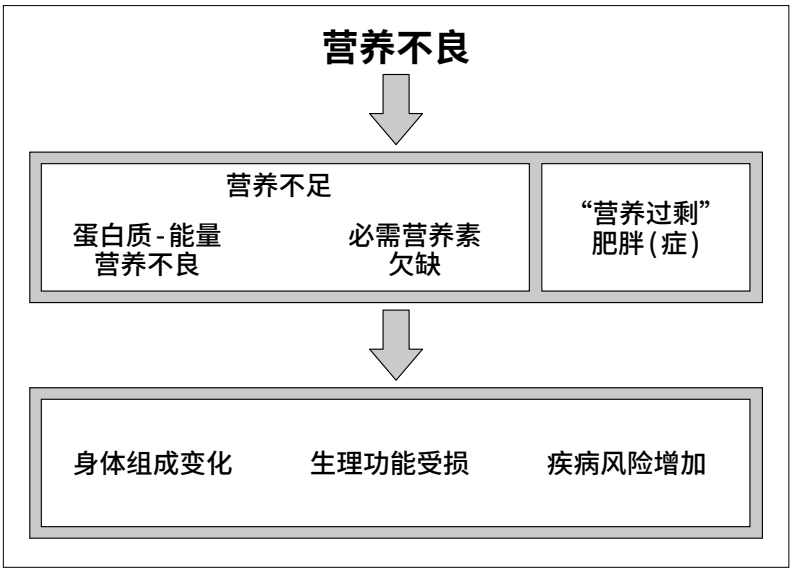 营养不良
营养不足
蛋白质-能量
营养不良
必需营养素
欠缺
“营养过剩”
肥胖(症)
身体组成变化
生理功能受损
疾病风险增加